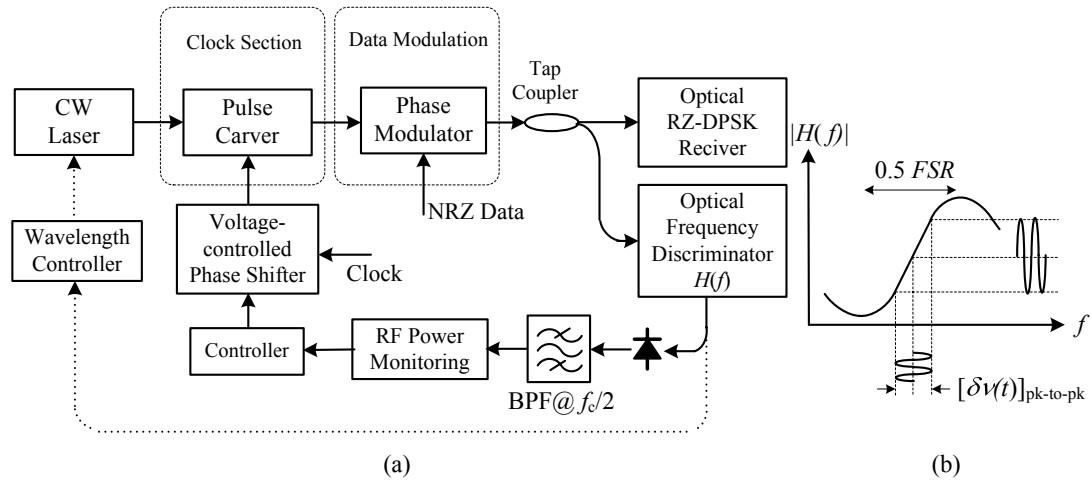 Clock Section
Data Modulation
CW
Laser
Pulse
Carver
Phase
Modulator
Tap
Coupler
Optical
RZ-DPSK
Reciver
NRZ Data
Wavelength
Controller
Voltage-
controlled
Phase Shifter
Clock
Optical
Frequency
Discriminator
H(f)
Controller
RF Power
Monitoring
BPF@ fc/2
(a)
|H(f)|
0.5 FSR
f
[δν(t)]pk-to-pk
(b)